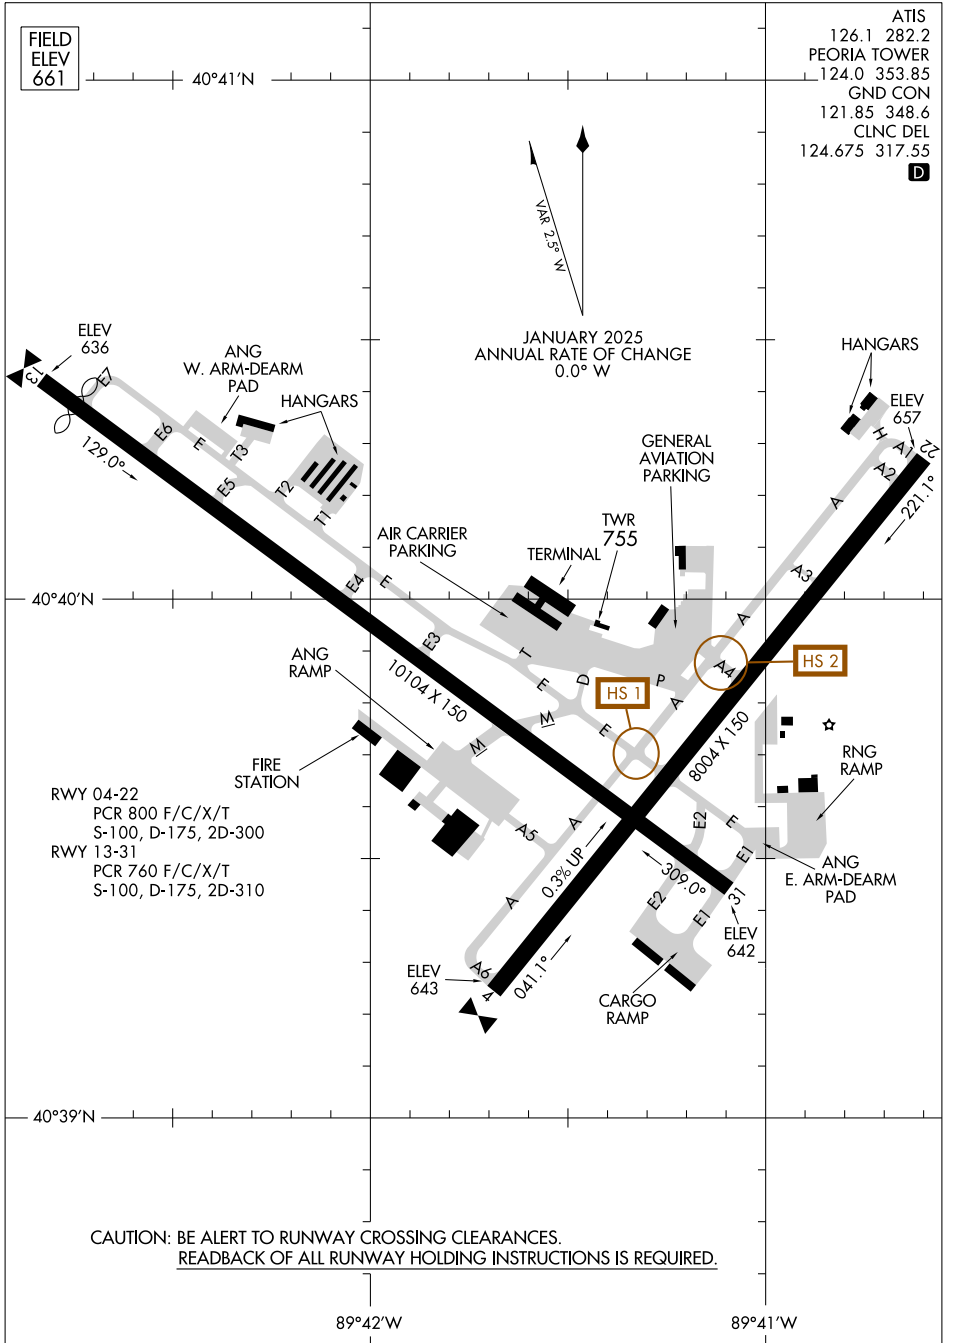 FIELD
ELEV
661
ATIS
126.1 282.2
PEORIA TOWER
124.0 353.85
GND CON
121.85 348.6
CLNC DEL
124.675 317.55
D
40°41'N
VAR 2.5° W
JANUARY 2025
ANNUAL RATE OF CHANGE
0.0° W
ELEV
636
13
E7
129.0°
ANG
W. ARM-DEARM
PAD
HANGARS
E6
E
T3
E5
T2
T1
HANGARS
ELEV
657
22
H
A1
A2
221.1°
A
A3
GENERAL
AVIATION
PARKING
TWR
755
TERMINAL
AIR CARRIER
PARKING
E4
E
40°40'N
E3
T
E
D
P
A
A4
HS 2
HS 1
A
E
10104 X 150
8004 X 150
ANG
RAMP
M
M
FIRE
STATION
RNG
RAMP
RWY 04-22
PCR 800 F/C/X/T
S-100, D-175, 2D-300
RWY 13-31
PCR 760 F/C/X/T
S-100, D-175, 2D-310
A5
A
0.3% UP
E2
E
E1
309.0°
31
ANG
E. ARM-DEARM
PAD
A
E2
E1
ELEV
642
ELEV
643
A6
4
041.1°
CARGO
RAMP
40°39'N
CAUTION: BE ALERT TO RUNWAY CROSSING CLEARANCES.
READBACK OF ALL RUNWAY HOLDING INSTRUCTIONS IS REQUIRED.
89°42'W
89°41'W